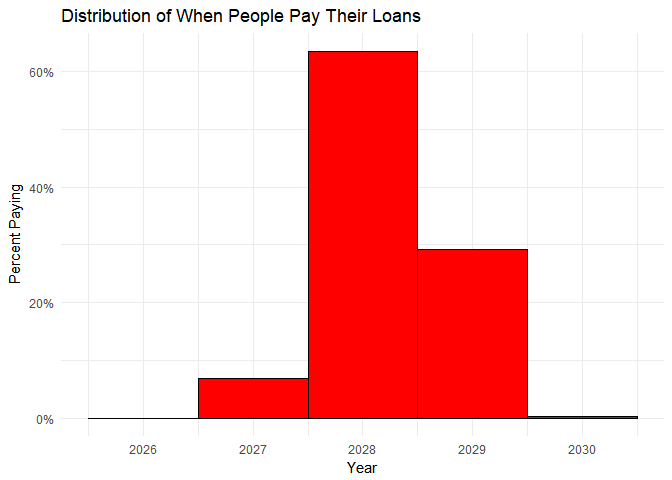 Distribution of When People Pay Their Loans
60%
40%
20%
0%
Percent Paying
2026 2027 2028 2029 2030
Year